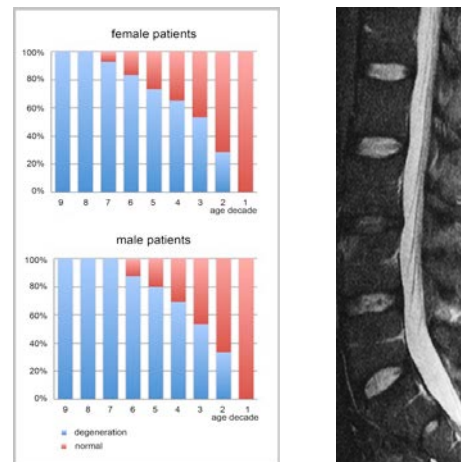 female patients
100%
80%
60%
40%
20%
0%
9 8 7 6 5 4 3 2 1
age decade
male patients
100%
80%
60%
40%
20%
0%
9 8 7 6 5 4 3 2 1
age decade
degeneration
normal